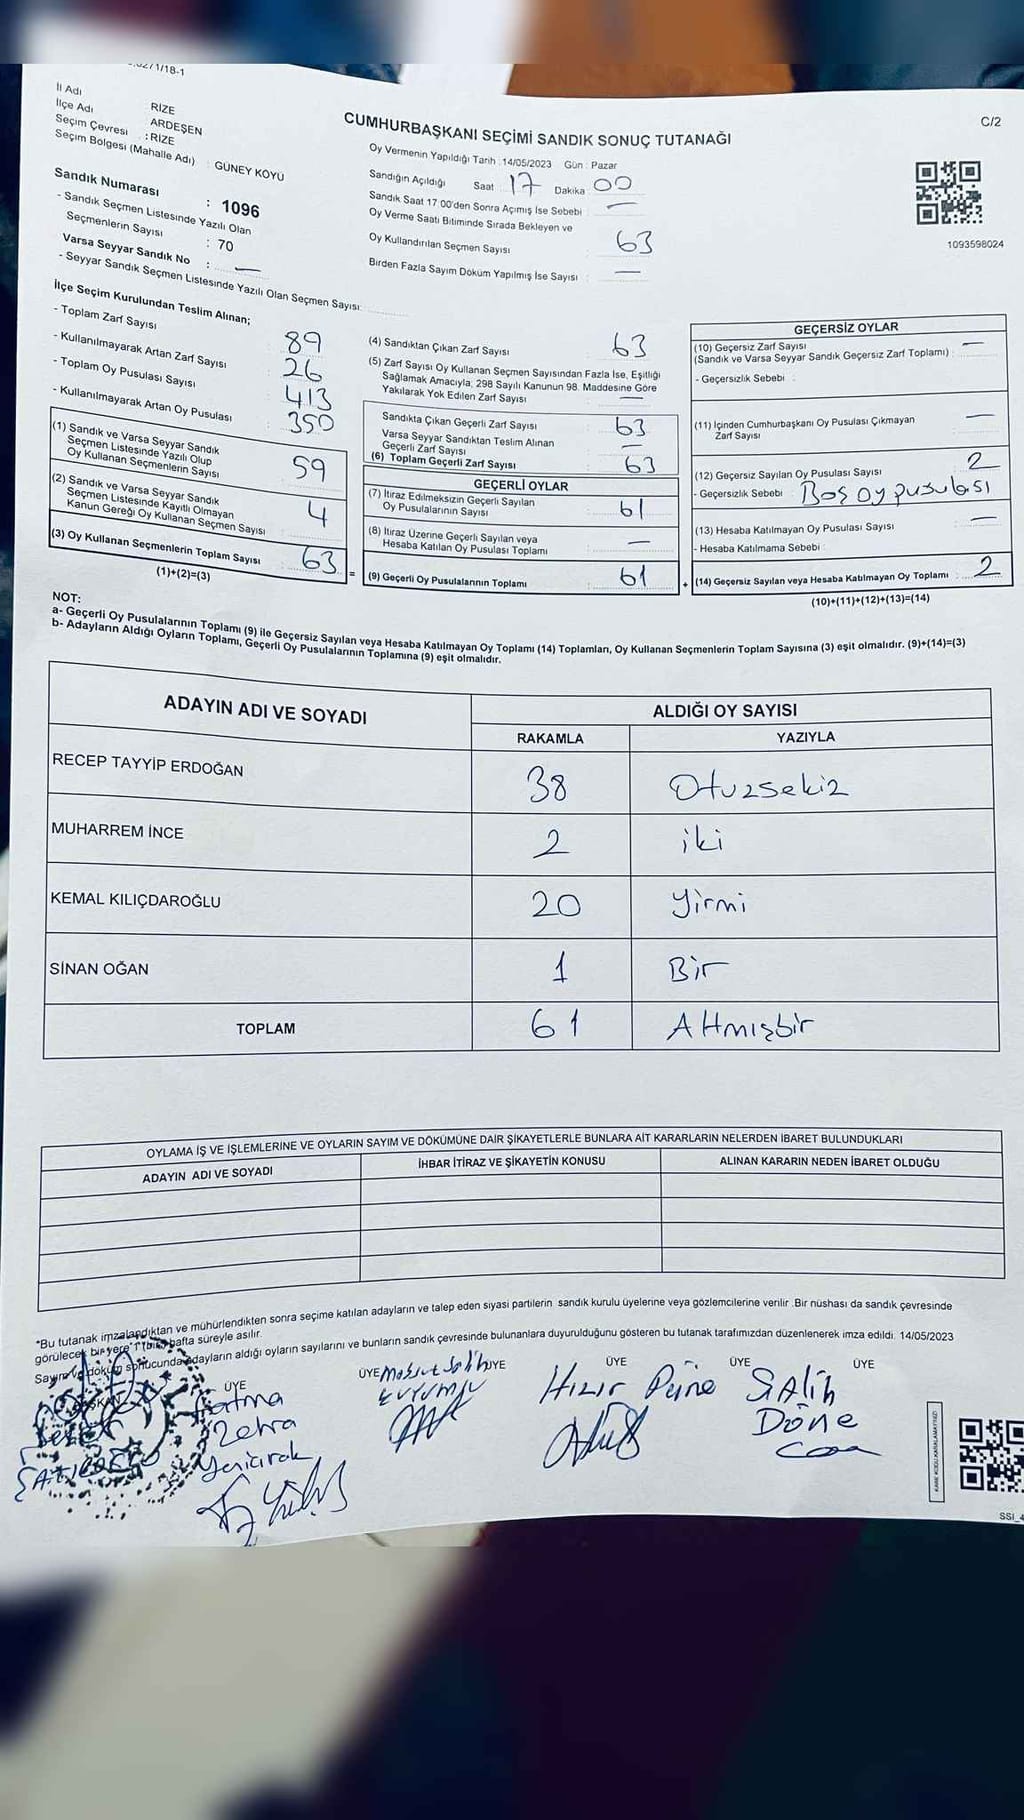 İl Adı
: RİZE
İlçe Adı
: ARDEŞEN
Seçim Çevresi
: RİZE
Seçim Bölgesi (Mahalle Adı) : GÜNEY KÖYÜ
CUMHURBAŞKANI SEÇİMİ SANDIK SONUÇ TUTANAĞI
C/2
Oy Vermenin Yapıldığı Tarih : 14/05/2023 Gün : Pazar
Sandığın Açıldığı Saat : 17 Dakika : 00
Sandık Saat 17 00'den Sonra Açımış İse Sebebi : —
Oy Verme Saati Bitiminde Sırada Bekleyen ve
Oy Kullandırılan Seçmen Sayısı : 63
Birden Fazla Sayım Döküm Yapılmış İse Sayısı : —
1093598024
Sandık Numarası : 1096
- Sandık Seçmen Listesinde Yazılı Olan
Seçmenlerin Sayısı : 70
Varsa Seyyar Sandık No : —
- Seyyar Sandık Seçmen Listesinde Yazılı Olan Seçmen Sayısı:
İlçe Seçim Kurulundan Teslim Alınan;
- Toplam Zarf Sayısı : 89
- Kullanılmayarak Artan Zarf Sayısı : 26
- Toplam Oy Pusulası Sayısı : 413
- Kullanılmayarak Artan Oy Pusulası : 350
(1) Sandık ve Varsa Seyyar Sandık
Seçmen Listesinde Yazılı Olup
Oy Kullanan Seçmenlerin Sayısı 59
(2) Sandık ve Varsa Seyyar Sandık
Seçmen Listesinde Kayıtlı Olmayan
Kanun Gereği Oy Kullanan Seçmen Sayısı 4
(3) Oy Kullanan Seçmenlerin Toplam Sayısı 63
(1)+(2)=(3)
=
(4) Sandıktan Çıkan Zarf Sayısı : 63
(5) Zarf Sayısı Oy Kullanan Seçmen Sayısından Fazla İse, Eşitliği
Sağlamak Amacıyla; 298 Sayılı Kanunun 98. Maddesine Göre
Yakılarak Yok Edilen Zarf Sayısı : —
Sandıkta Çıkan Geçerli Zarf Sayısı : 63
Varsa Seyyar Sandıktan Teslim Alınan
Geçerli Zarf Sayısı : —
(6) Toplam Geçerli Zarf Sayısı : 63
GEÇERLİ OYLAR
(7) İtiraz Edilmeksizin Geçerli Sayılan
Oy Pusulalarının Sayısı : 61
(8) İtiraz Üzerine Geçerli Sayılan veya
Hesaba Katılan Oy Pusulası Toplamı : —
(9) Geçerli Oy Pusulalarının Toplamı : 61
+
GEÇERSİZ OYLAR
(10) Geçersiz Zarf Sayısı : —
(Sandık ve Varsa Seyyar Sandık Geçersiz Zarf Toplamı)
- Geçersizlik Sebebi :
(11) İçinden Cumhurbaşkanı Oy Pusulası Çıkmayan
Zarf Sayısı : —
(12) Geçersiz Sayılan Oy Pusulası Sayısı : 2
- Geçersizlik Sebebi : Boş oy pusulası
(13) Hesaba Katılmayan Oy Pusulası Sayısı : —
- Hesaba Katılmama Sebebi :
(14) Geçersiz Sayılan veya Hesaba Katılmayan Oy Toplamı : 2
(10)+(11)+(12)+(13)=(14)
NOT:
a- Geçerli Oy Pusulalarının Toplamı (9) ile Geçersiz Sayılan veya Hesaba Katılmayan Oy Toplamı (14) Toplamları, Oy Kullanan Seçmenlerin Toplam Sayısına (3) eşit olmalıdır. (9)+(14)=(3)
b- Adayların Aldığı Oyların Toplamı, Geçerli Oy Pusulalarının Toplamına (9) eşit olmalıdır.
ADAYIN ADI VE SOYADI
ALDIĞI OY SAYISI
RAKAMLA YAZIYLA
RECEP TAYYİP ERDOĞAN 38 Otuzsekiz
MUHARREM İNCE 2 iki
KEMAL KILIÇDAROĞLU 20 Yirmi
SİNAN OĞAN 1 Bir
TOPLAM 61 Altmışbir
OYLAMA İŞ VE İŞLEMLERİNE VE OYLARIN SAYIM VE DÖKÜMÜNE DAİR ŞİKAYETLERLE BUNLARA AİT KARARLARIN NELERDEN İBARET BULUNDUKLARI
ADAYIN ADI VE SOYADI İHBAR İTİRAZ VE ŞİKAYETİN KONUSU ALINAN KARARIN NEDEN İBARET OLDUĞU
*Bu tutanak imzalandıktan ve mühürlendikten sonra seçime katılan adayların ve talep eden siyasi partilerin sandık kurulu üyelerine veya gözlemcilerine verilir .Bir nüshası da sandık çevresinde
görülecek bir yere 1 (bir) hafta süreyle asılır.
Sayım ve döküm sonucunda adayların aldığı oyların sayılarını ve bunların sandık çevresinde bulunanlara duyurulduğunu gösteren bu tutanak tarafımızdan düzenlenerek imza edildi. 14/05/2023
ÜYE ÜYE ÜYE ÜYE ÜYE ÜYE
Fatma
Zehra
Hızır Döne
Salih
Döne